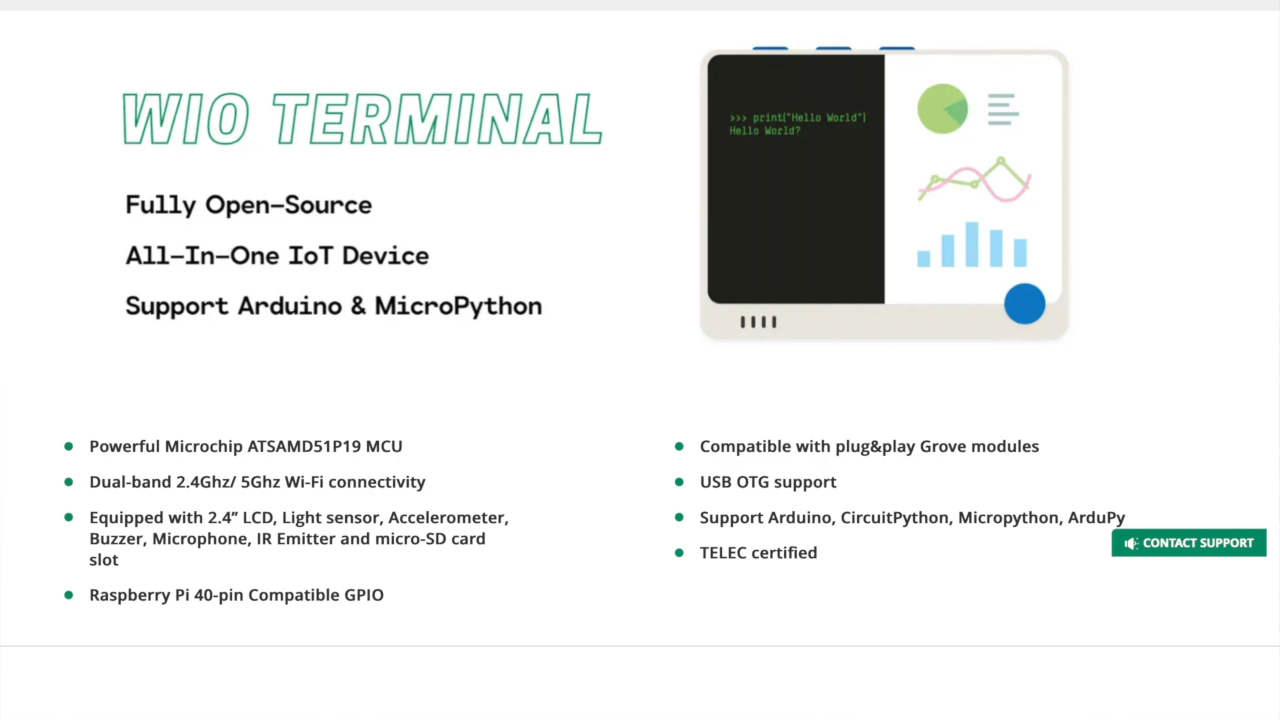 WIO TERMINAL
Fully Open-Source
All-In-One IoT Device
Support Arduino & MicroPython
>>> print("Hello World")
Hello World?
Powerful Microchip ATSAMD51P19 MCU
Dual-band 2.4Ghz/ 5Ghz Wi-Fi connectivity
Equipped with 2.4” LCD, Light sensor, Accelerometer,
Buzzer, Microphone, IR Emitter and micro-SD card
slot
Raspberry Pi 40-pin Compatible GPIO
Compatible with plug&play Grove modules
USB OTG support
Support Arduino, CircuitPython, Micropython, ArduPy
TELEC certified
CONTACT SUPPORT